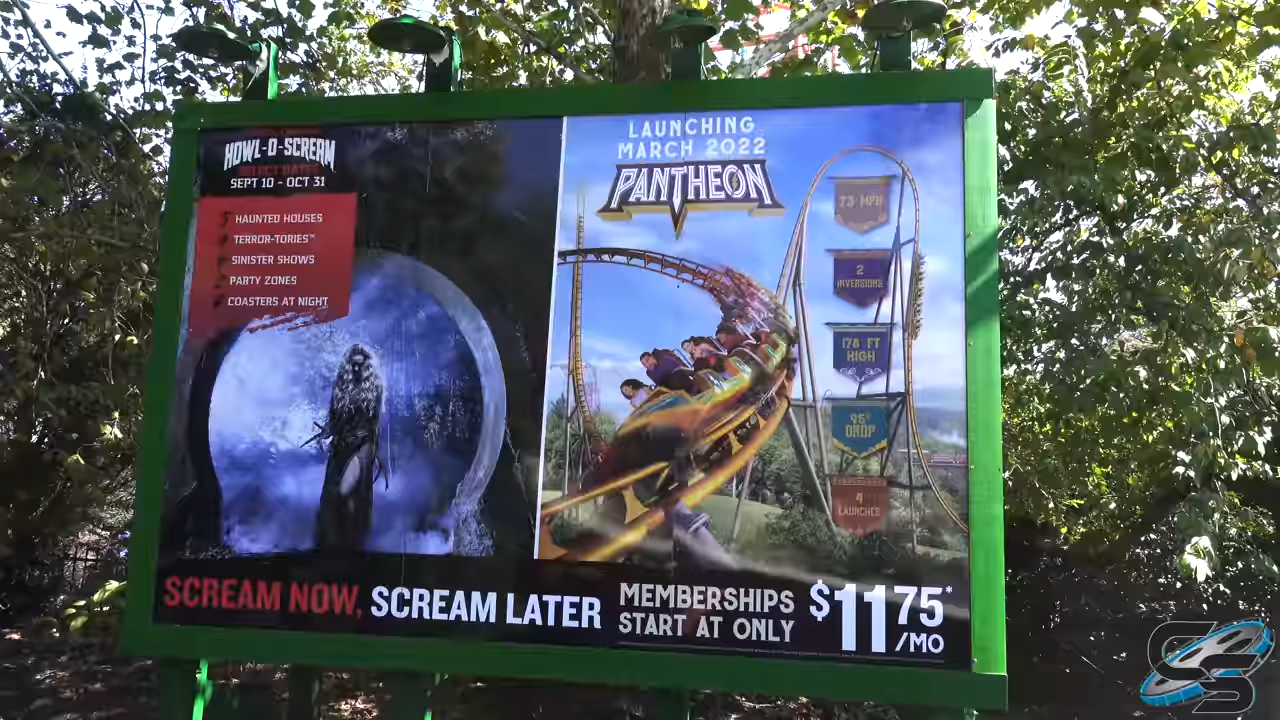 HOWL-O-SCREAM
SELECT DATES
SEPT 10 - OCT 31
HAUNTED HOUSES
TERROR-TORIES™
SINISTER SHOWS
PARTY ZONES
COASTERS AT NIGHT
LAUNCHING
MARCH 2022
PANTHEON
73 MPH
2
INVERSIONS
178 FT
HIGH
95°
DROP
4
LAUNCHES
SCREAM NOW, SCREAM LATER
MEMBERSHIPS
START AT ONLY
$11 75*
/MO